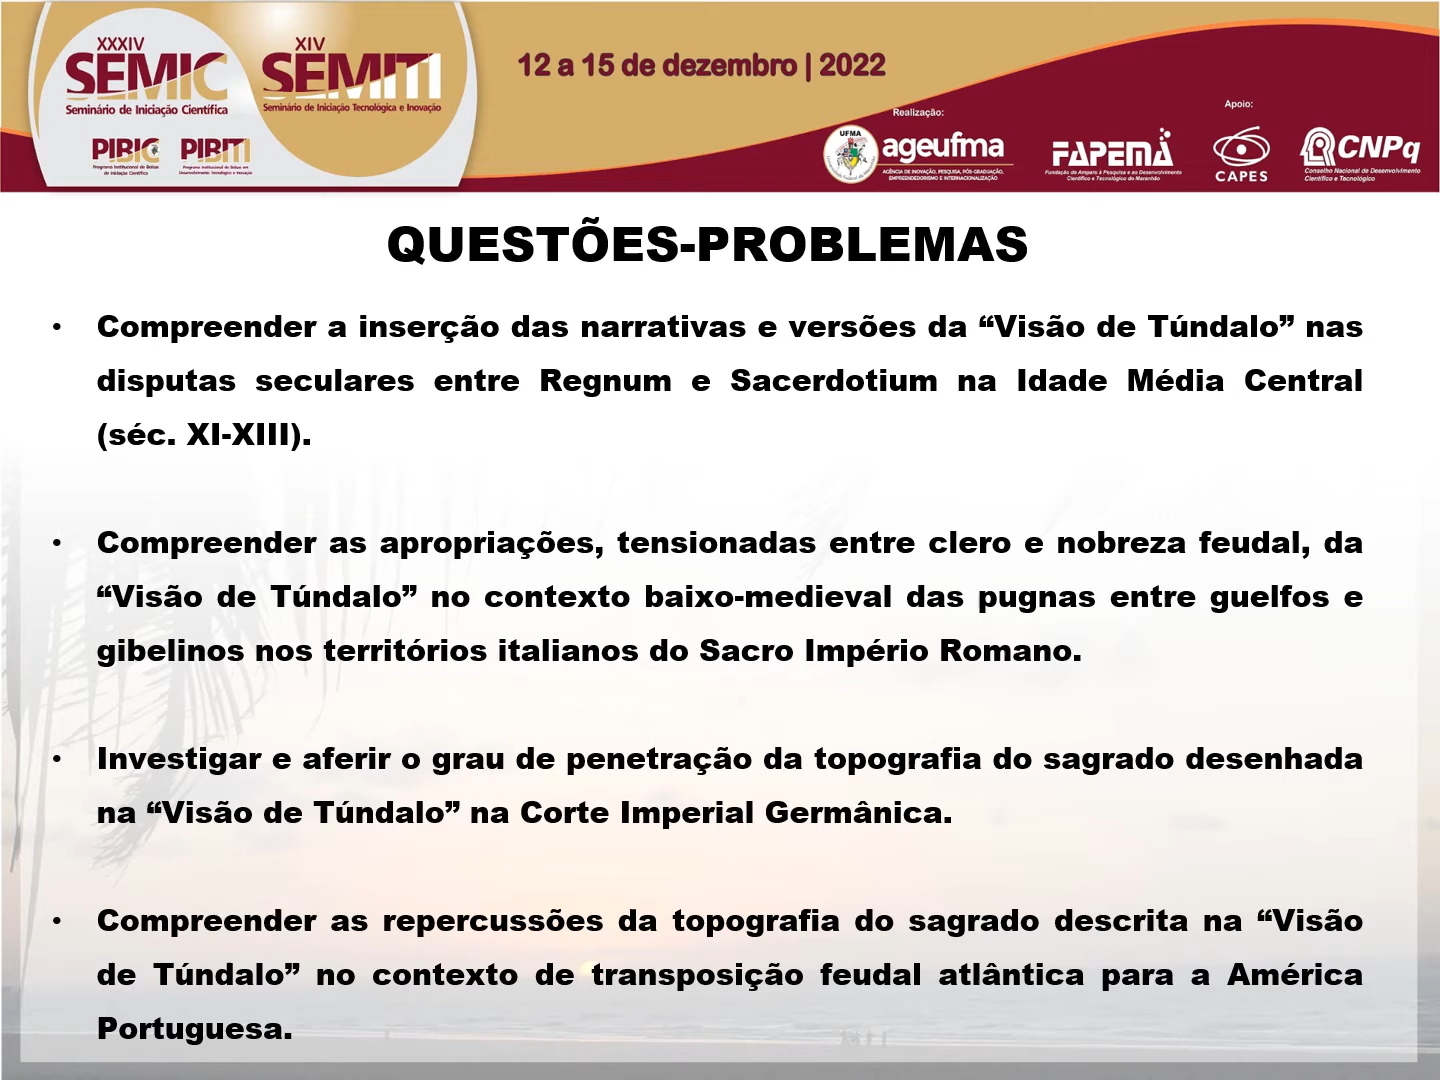 XXXIV
SEMIC
Seminário de Iniciação Científica
XIV
SEMITI
Seminário de Iniciação Tecnológica e Inovação
PIBIC
Programa Institucional de Bolsas
de Iniciação Científica
PIBITI
Programa Institucional de Bolsas em
Desenvolvimento Tecnológico e Inovação
12 a 15 de dezembro | 2022
Realização:
UFMA
ageufma
AGÊNCIA DE INOVAÇÃO, PESQUISA, PÓS-GRADUAÇÃO,
EMPREENDEDORISMO E INTERNACIONALIZAÇÃO
Apoio:
FAPEMA
Fundação de Amparo à Pesquisa e ao Desenvolvimento
Científico e Tecnológico do Maranhão
CAPES
CNPq
Conselho Nacional de Desenvolvimento
Científico e Tecnológico
QUESTÕES-PROBLEMAS
• Compreender a inserção das narrativas e versões da “Visão de Túndalo” nas
disputas seculares entre Regnum e Sacerdotium na Idade Média Central
(séc. XI-XIII).
• Compreender as apropriações, tensionadas entre clero e nobreza feudal, da
“Visão de Túndalo” no contexto baixo-medieval das pugnas entre guelfos e
gibelinos nos territórios italianos do Sacro Império Romano.
• Investigar e aferir o grau de penetração da topografia do sagrado desenhada
na “Visão de Túndalo” na Corte Imperial Germânica.
• Compreender as repercussões da topografia do sagrado descrita na “Visão
de Túndalo” no contexto de transposição feudal atlântica para a América
Portuguesa.